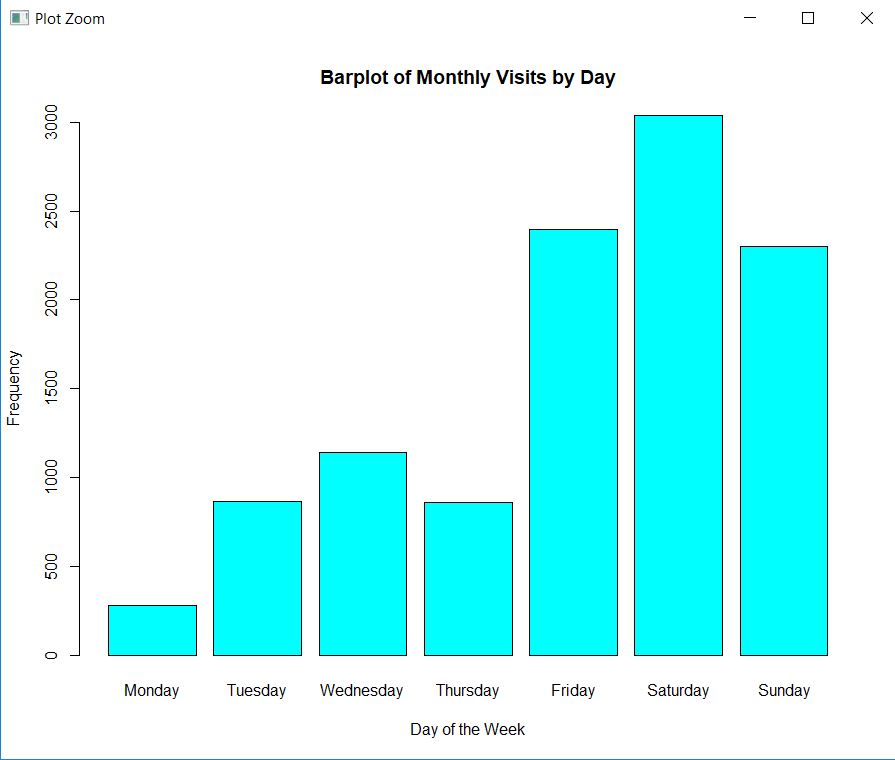 Plot Zoom
Barplot of Monthly Visits by Day
3000
2500
2000
1500
1000
500
0
Frequency
Monday Tuesday Wednesday Thursday Friday Saturday Sunday
Day of the Week